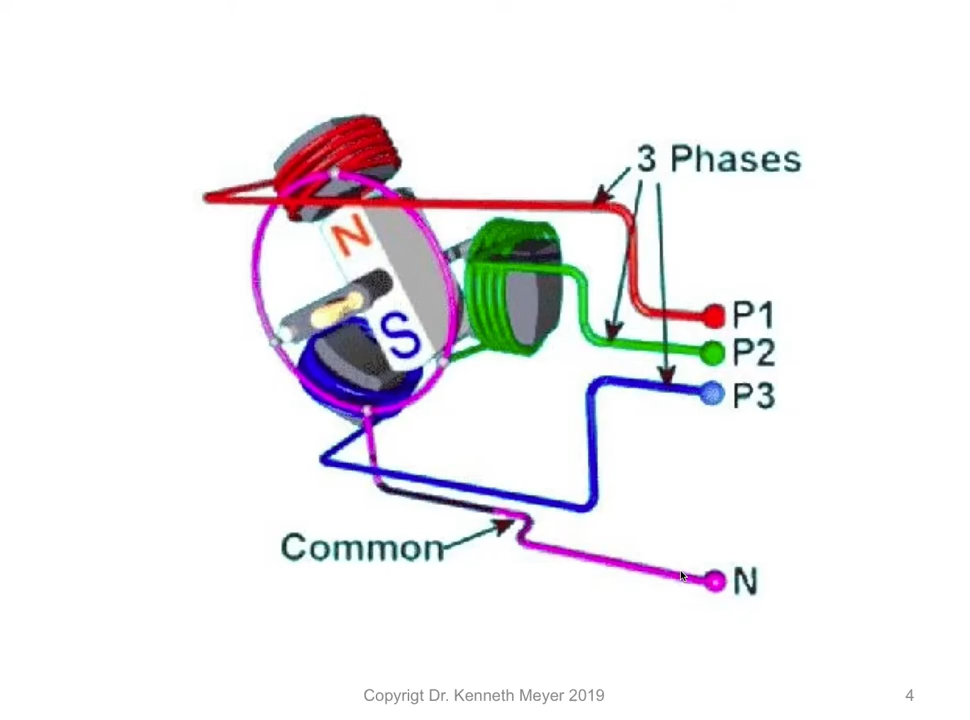 3 Phases
N
S
P1
P2
P3
Common
N
Copyrigt Dr. Kenneth Meyer 2019
4